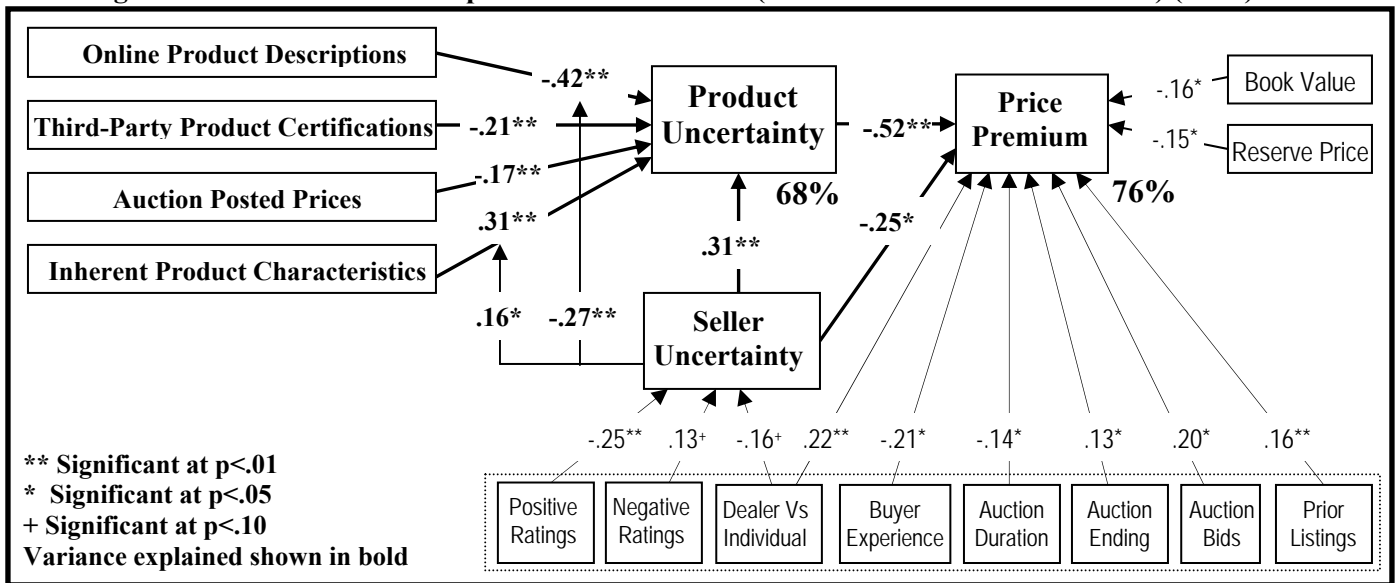 Online Product Descriptions
Third-Party Product Certifications
Auction Posted Prices
Inherent Product Characteristics
-.42**
-.21**
-.17**
.31**
Product
Uncertainty
68%
-.52**
Price
Premium
76%
-.16*
-.15*
Book Value
Reserve Price
.31**
-.25*
.16*
-.27**
Seller
Uncertainty
-.25**
.13+
-.16+
.22**
-.21*
-.14*
.13*
.20*
.16**
** Significant at p<.01
* Significant at p<.05
+ Significant at p<.10
Variance explained shown in bold
Positive
Ratings
Negative
Ratings
Dealer Vs
Individual
Buyer
Experience
Auction
Duration
Auction
Ending
Auction
Bids
Prior
Listings